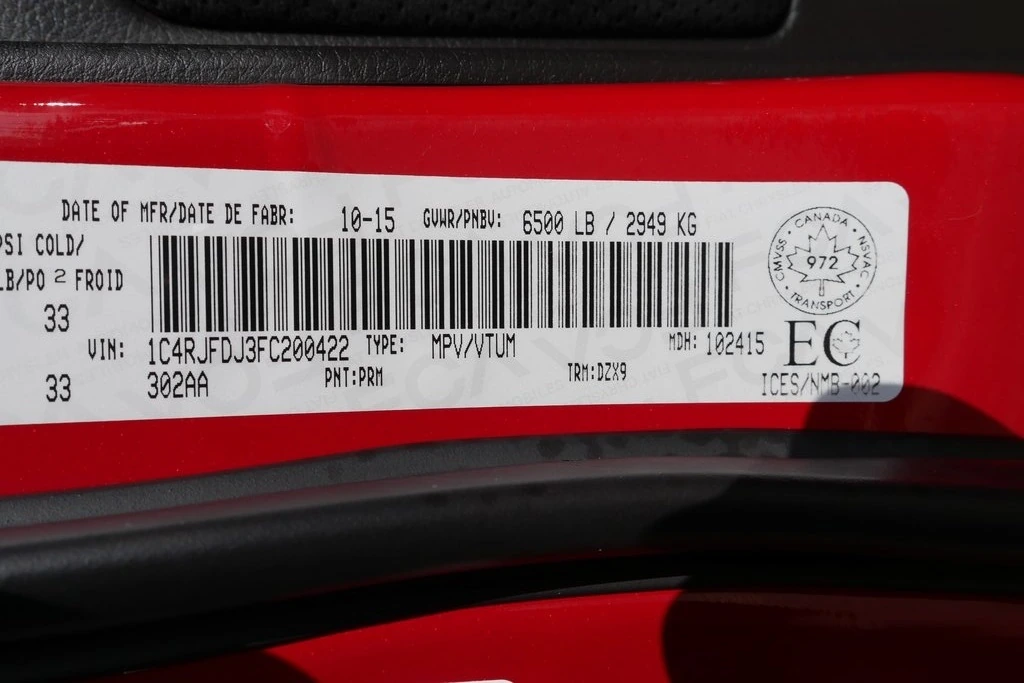 DATE OF MFR/DATE DE FABR: 10-15 GVWR/PNBV: 6500 LB / 2949 KG
PSI COLD/
LB/PO 2 FROID
33
VIN: 1C4RJFDJ3FC200422 TYPE: MPV/VTUM MDH: 102415
33 302AA PNT:PRM TRM:DZX9
CANADA
CMVSS
NSVAC
972
TRANSPORT
EC
ICES/NMB-002